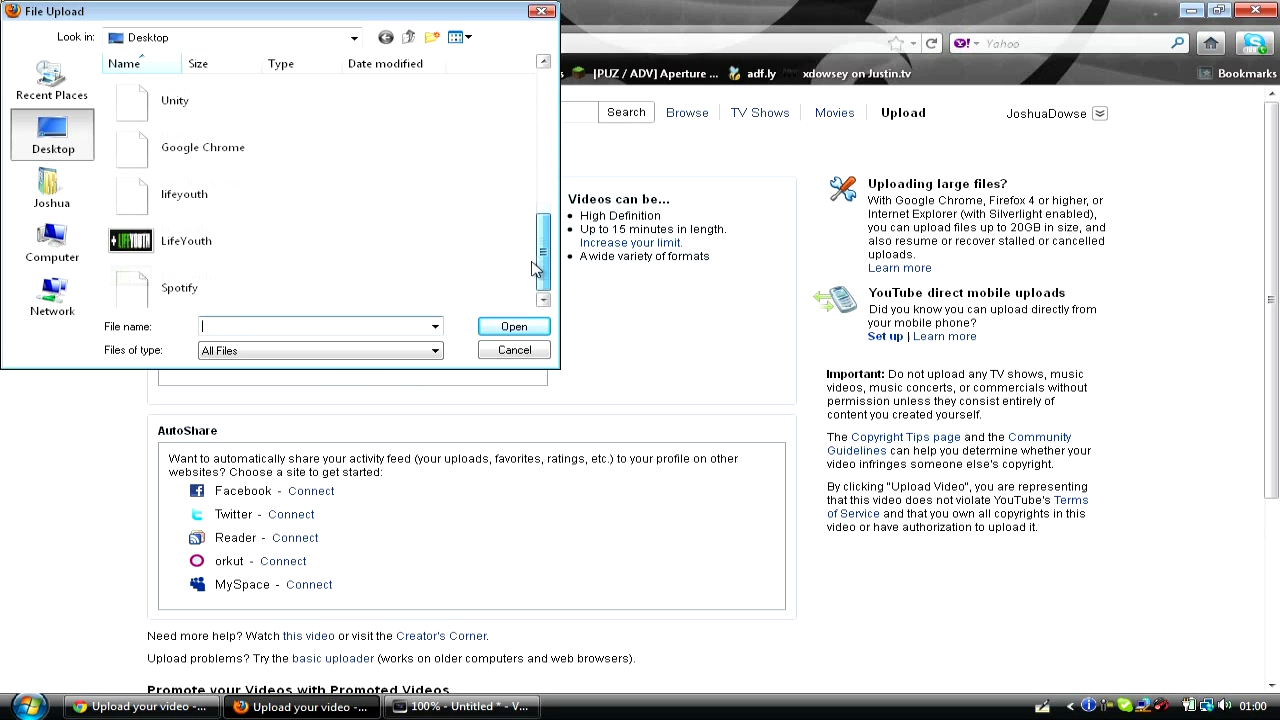 File Upload
Look in:
Desktop
Name
Size
Type
Date modified
Recent Places
Desktop
Joshua
Computer
Network
Unity
Google Chrome
lifeyouth
LIFEYOUTH
LifeYouth
Spotify
File name:
Open
Files of type:
All Files
Cancel
Yahoo
[PUZ / ADV] Aperture ...
adf.ly
xdowsey on Justin.tv
Bookmarks
Search
Browse
TV Shows
Movies
Upload
JoshuaDowse
Videos can be...
High Definition
Up to 15 minutes in length.
Increase your limit.
A wide variety of formats
Uploading large files?
With Google Chrome, Firefox 4 or higher, or
Internet Explorer (with Silverlight enabled),
you can upload files up to 20GB in size, and
also resume or recover stalled or cancelled
uploads.
Learn more
YouTube direct mobile uploads
Did you know you can upload directly from
your mobile phone?
Set up | Learn more
Important: Do not upload any TV shows, music
videos, music concerts, or commercials without
permission unless they consist entirely of
content you created yourself.
The Copyright Tips page and the Community
Guidelines can help you determine whether your
video infringes someone else's copyright.
By clicking "Upload Video", you are representing
that this video does not violate YouTube's Terms
of Service and that you own all copyrights in this
video or have authorization to upload it.
AutoShare
Want to automatically share your activity feed (your uploads, favorites, ratings, etc.) to your profile on other
websites? Choose a site to get started:
Facebook - Connect
Twitter - Connect
Reader - Connect
orkut - Connect
MySpace - Connect
Need more help? Watch this video or visit the Creator's Corner.
Upload problems? Try the basic uploader (works on older computers and web browsers).
Promote your Videos with Promoted Videos
Upload your video -...
Upload your video -...
100% - Untitled * - V...
01:00